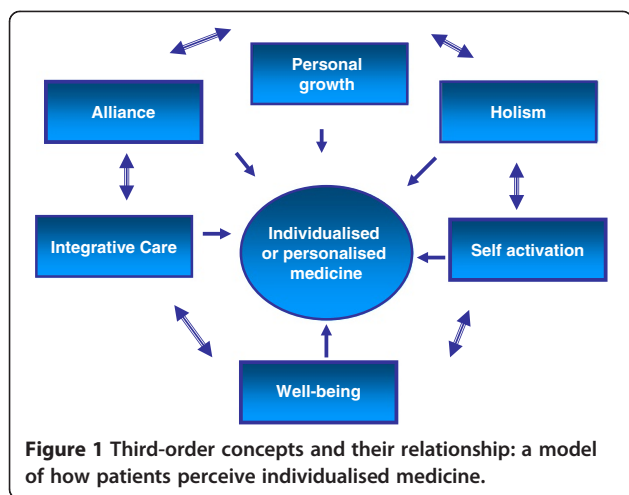 Personal
growth
Alliance
Holism
Individualised
or personalised
medicine
Integrative Care
Self activation
Well-being
Figure 1 Third-order concepts and their relationship: a model
of how patients perceive individualised medicine.